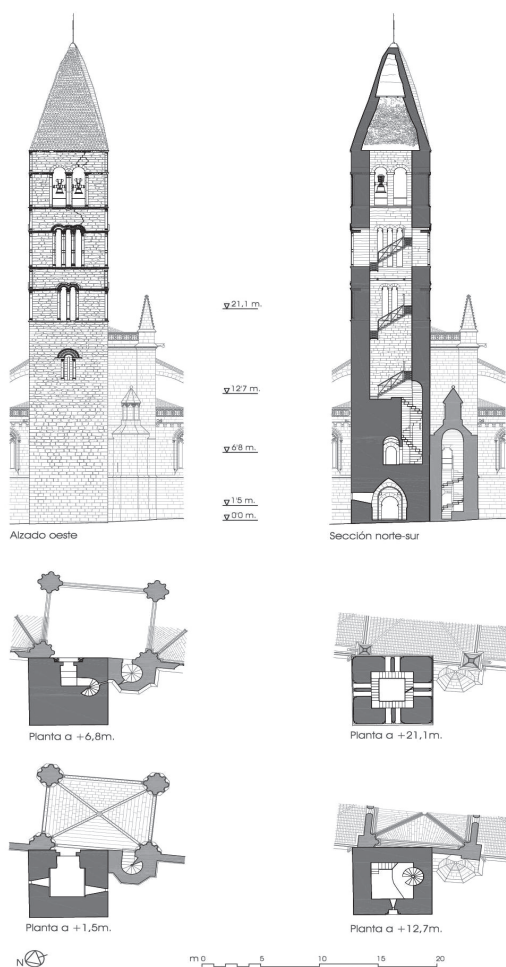 21,1 m.
12'7 m.
6'8 m.
1'5 m.
0'0 m.
Alzado oeste
Sección norte-sur
Planta a +6,8m.
Planta a +21,1m.
Planta a +1,5m.
Planta a +12,7m.
N
m 0 5 10 15 20